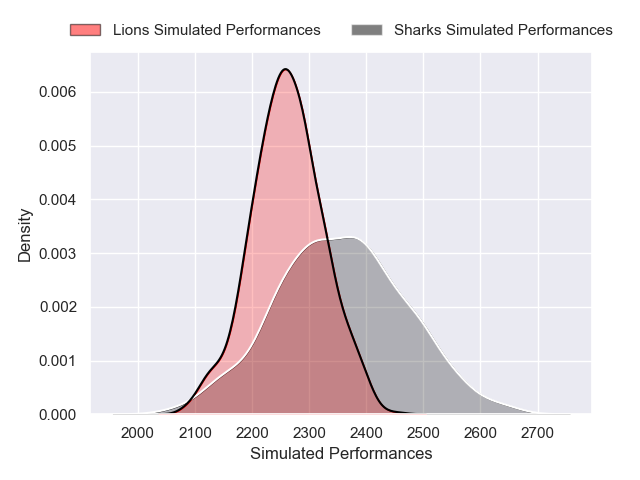 Lions Simulated Performances Sharks Simulated Performances
0.006
0.005
0.004
0.003
0.002
0.001
0.000
Density
2000 2100 2200 2300 2400 2500 2600 2700
Simulated Performances